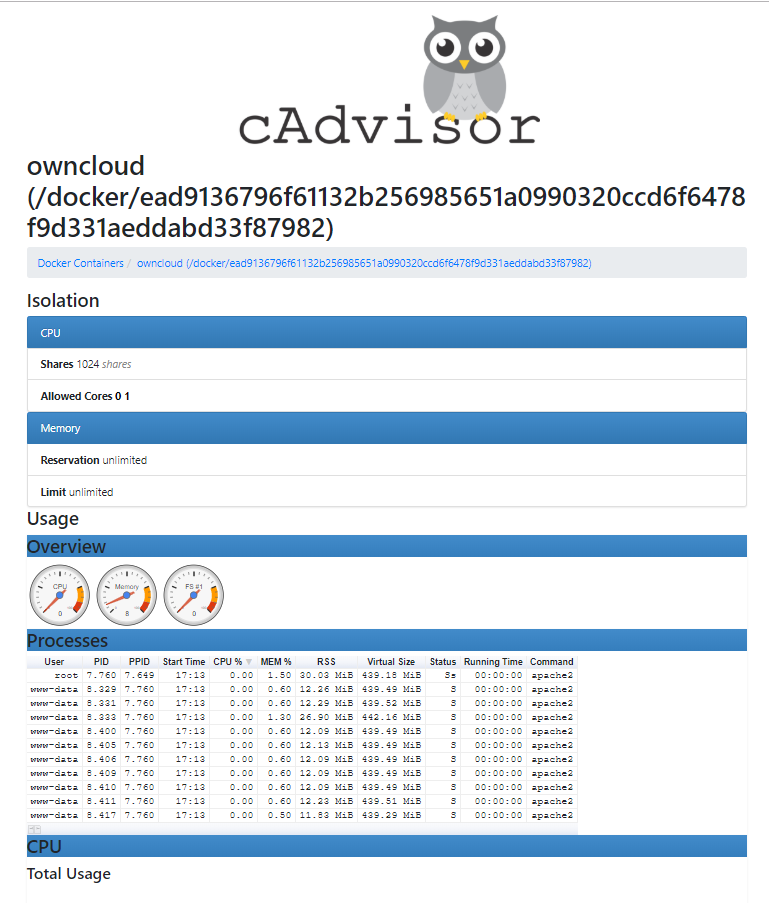 cAdvisor
owncloud
(/docker/ead9136796f61132b256985651a0990320ccd6f6478
f9d331aeddabd33f87982)
Docker Containers / owncloud (/docker/ead9136796f61132b256985651a0990320ccd6f6478f9d331aeddabd33f87982)
Isolation
CPU
Shares 1024 shares
Allowed Cores 0 1
Memory
Reservation unlimited
Limit unlimited
Usage
Overview
CPU Memory FS #1
0 8 0
Processes
User PID PPID Start Time CPU % MEM % RSS Virtual Size Status Running Time Command
root 7.760 7.649 17:13 0.00 1.50 30.03 MiB 439.18 MiB Ss 00:00:00 apache2
www-data 8.329 7.760 17:13 0.00 0.60 12.26 MiB 439.49 MiB S 00:00:00 apache2
www-data 8.331 7.760 17:13 0.00 0.60 12.29 MiB 439.52 MiB S 00:00:00 apache2
www-data 8.333 7.760 17:13 0.00 1.30 26.90 MiB 442.16 MiB S 00:00:00 apache2
www-data 8.400 7.760 17:13 0.00 0.60 12.09 MiB 439.49 MiB S 00:00:00 apache2
www-data 8.405 7.760 17:13 0.00 0.60 12.13 MiB 439.49 MiB S 00:00:00 apache2
www-data 8.406 7.760 17:13 0.00 0.60 12.09 MiB 439.49 MiB S 00:00:00 apache2
www-data 8.409 7.760 17:13 0.00 0.60 12.09 MiB 439.49 MiB S 00:00:00 apache2
www-data 8.410 7.760 17:13 0.00 0.60 12.09 MiB 439.49 MiB S 00:00:00 apache2
www-data 8.411 7.760 17:13 0.00 0.60 12.23 MiB 439.51 MiB S 00:00:00 apache2
www-data 8.417 7.760 17:13 0.00 0.50 11.83 MiB 439.29 MiB S 00:00:00 apache2
CPU
Total Usage